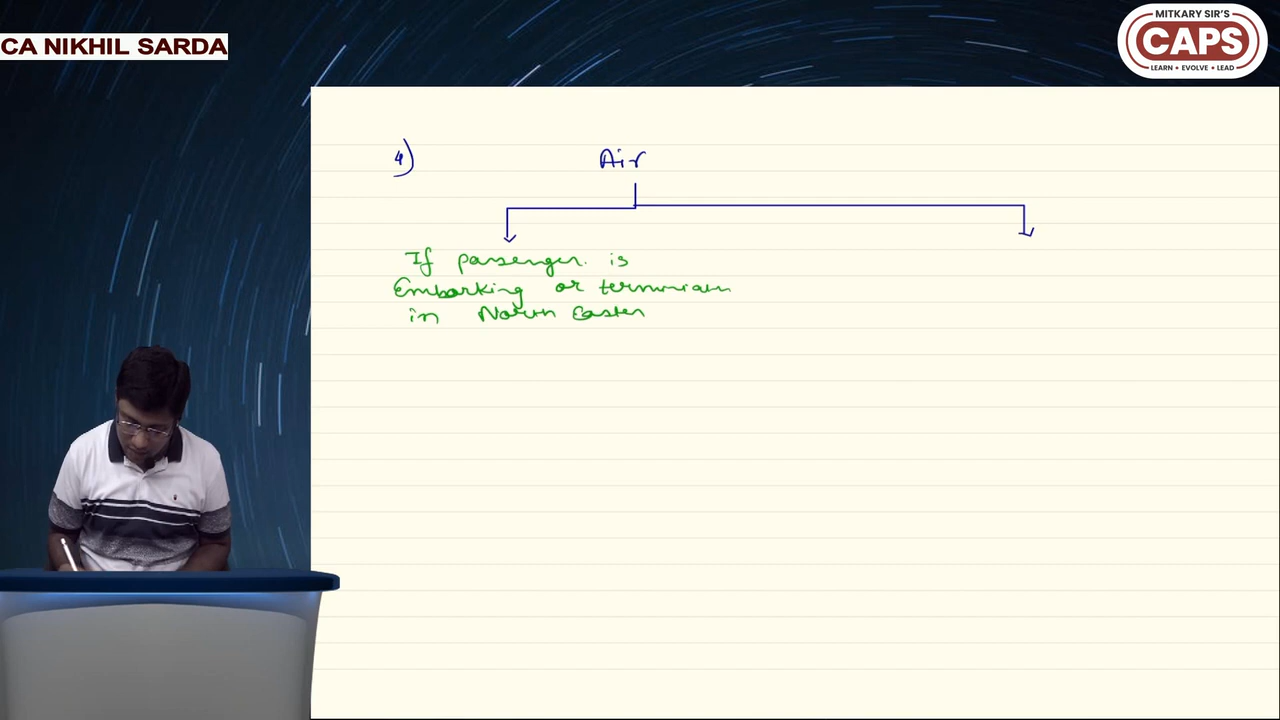 CA NIKHIL SARDA
MITKARY SIR'S
CAPS
LEARN • EVOLVE • LEAD
4) Air
If passenger is
Embarking or
in North Eastern